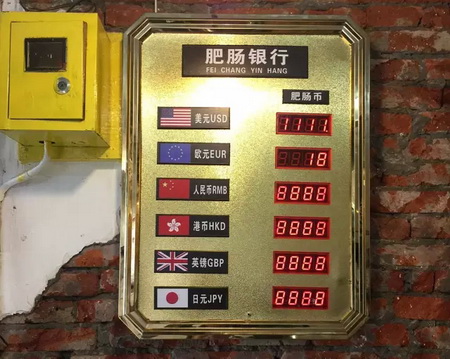 肥肠银行
FEI CHANG YIN HANG
肥肠币
美元USD 1111.
欧元EUR 18
人民币RMB 8888
港币HKD 8888
英镑GBP 8888
日元JPY 8888